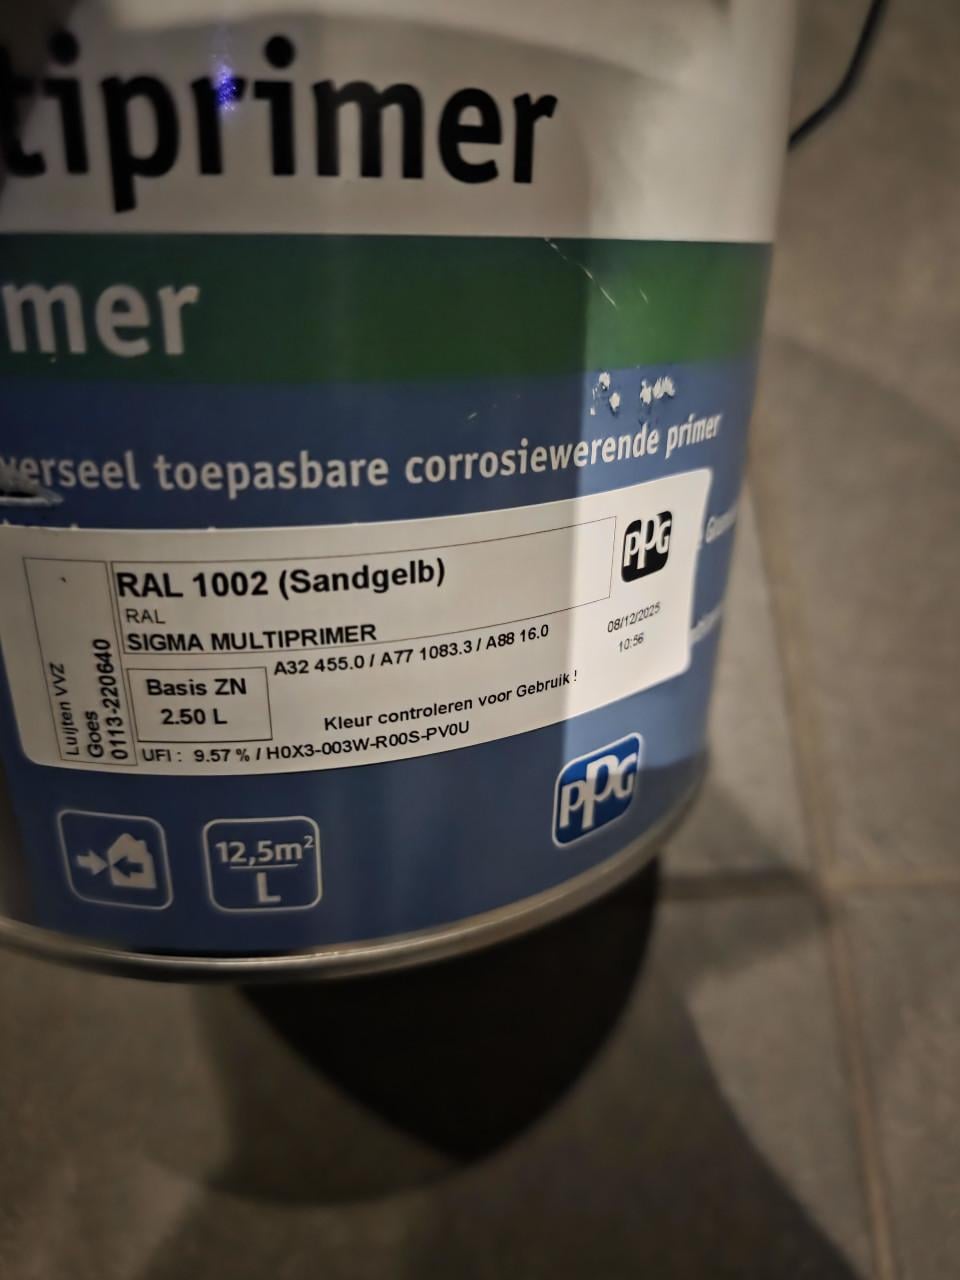 tiprimer
mer
verseel toepasbare corrosiewerende primer
RAL 1002 (Sandgelb)
RAL
SIGMA MULTIPRIMER
A32 455.0 / A77 1083.3 / A88 16.0
Basis ZN
2.50 L
Kleur controleren voor Gebruik !
UFI : 9.57 % / H0X3-003W-R00S-PV0U
Luijten VVZ
Goes
0113-220640
PPG
08/12/2025
10:56
12,5m²
L
PPG